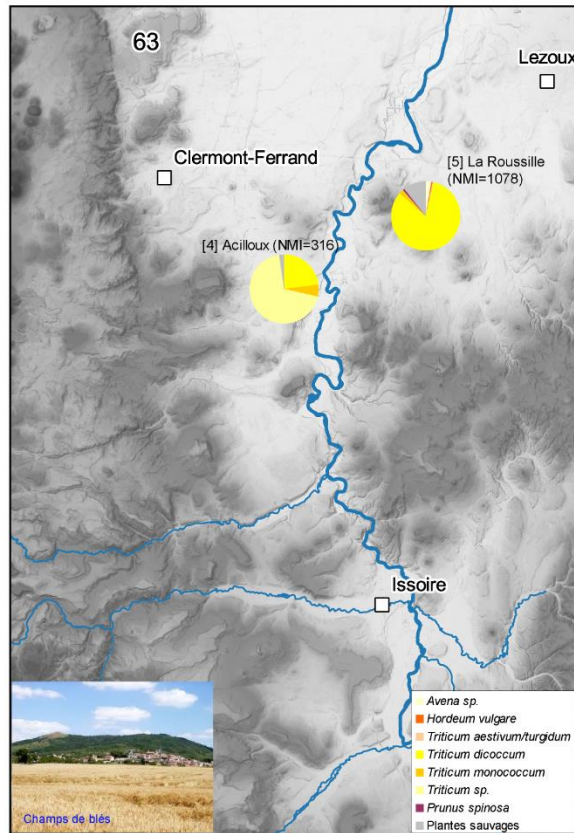 63
Lezoux
Clermont-Ferrand
[5] La Roussille
(NMI=1078)
[4] Acilloux (NMI=316)
Issoire
Avena sp.
Hordeum vulgare
Triticum aestivum/turgidum
Triticum dicoccum
Triticum monococcum
Triticum sp.
Prunus spinosa
Plantes sauvages
Champs de blés